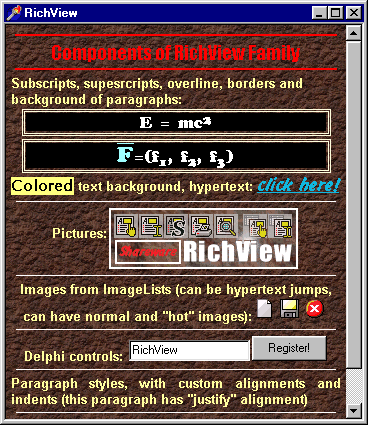 RichView
Components of RichView Family
Subscripts, supesrcripts, overline, borders and
background of paragraphs:
E = mc²
F̅=(f₁, f₂, f₃)
Colored text background, hypertext: click here!
Pictures:
Shareware RichView
Images from ImageLists (can be hypertext jumps,
can have normal and "hot" images):
Delphi controls: RichView Register!
Paragraph styles, with custom alignments and
indents (this paragraph has "justify" alignment)